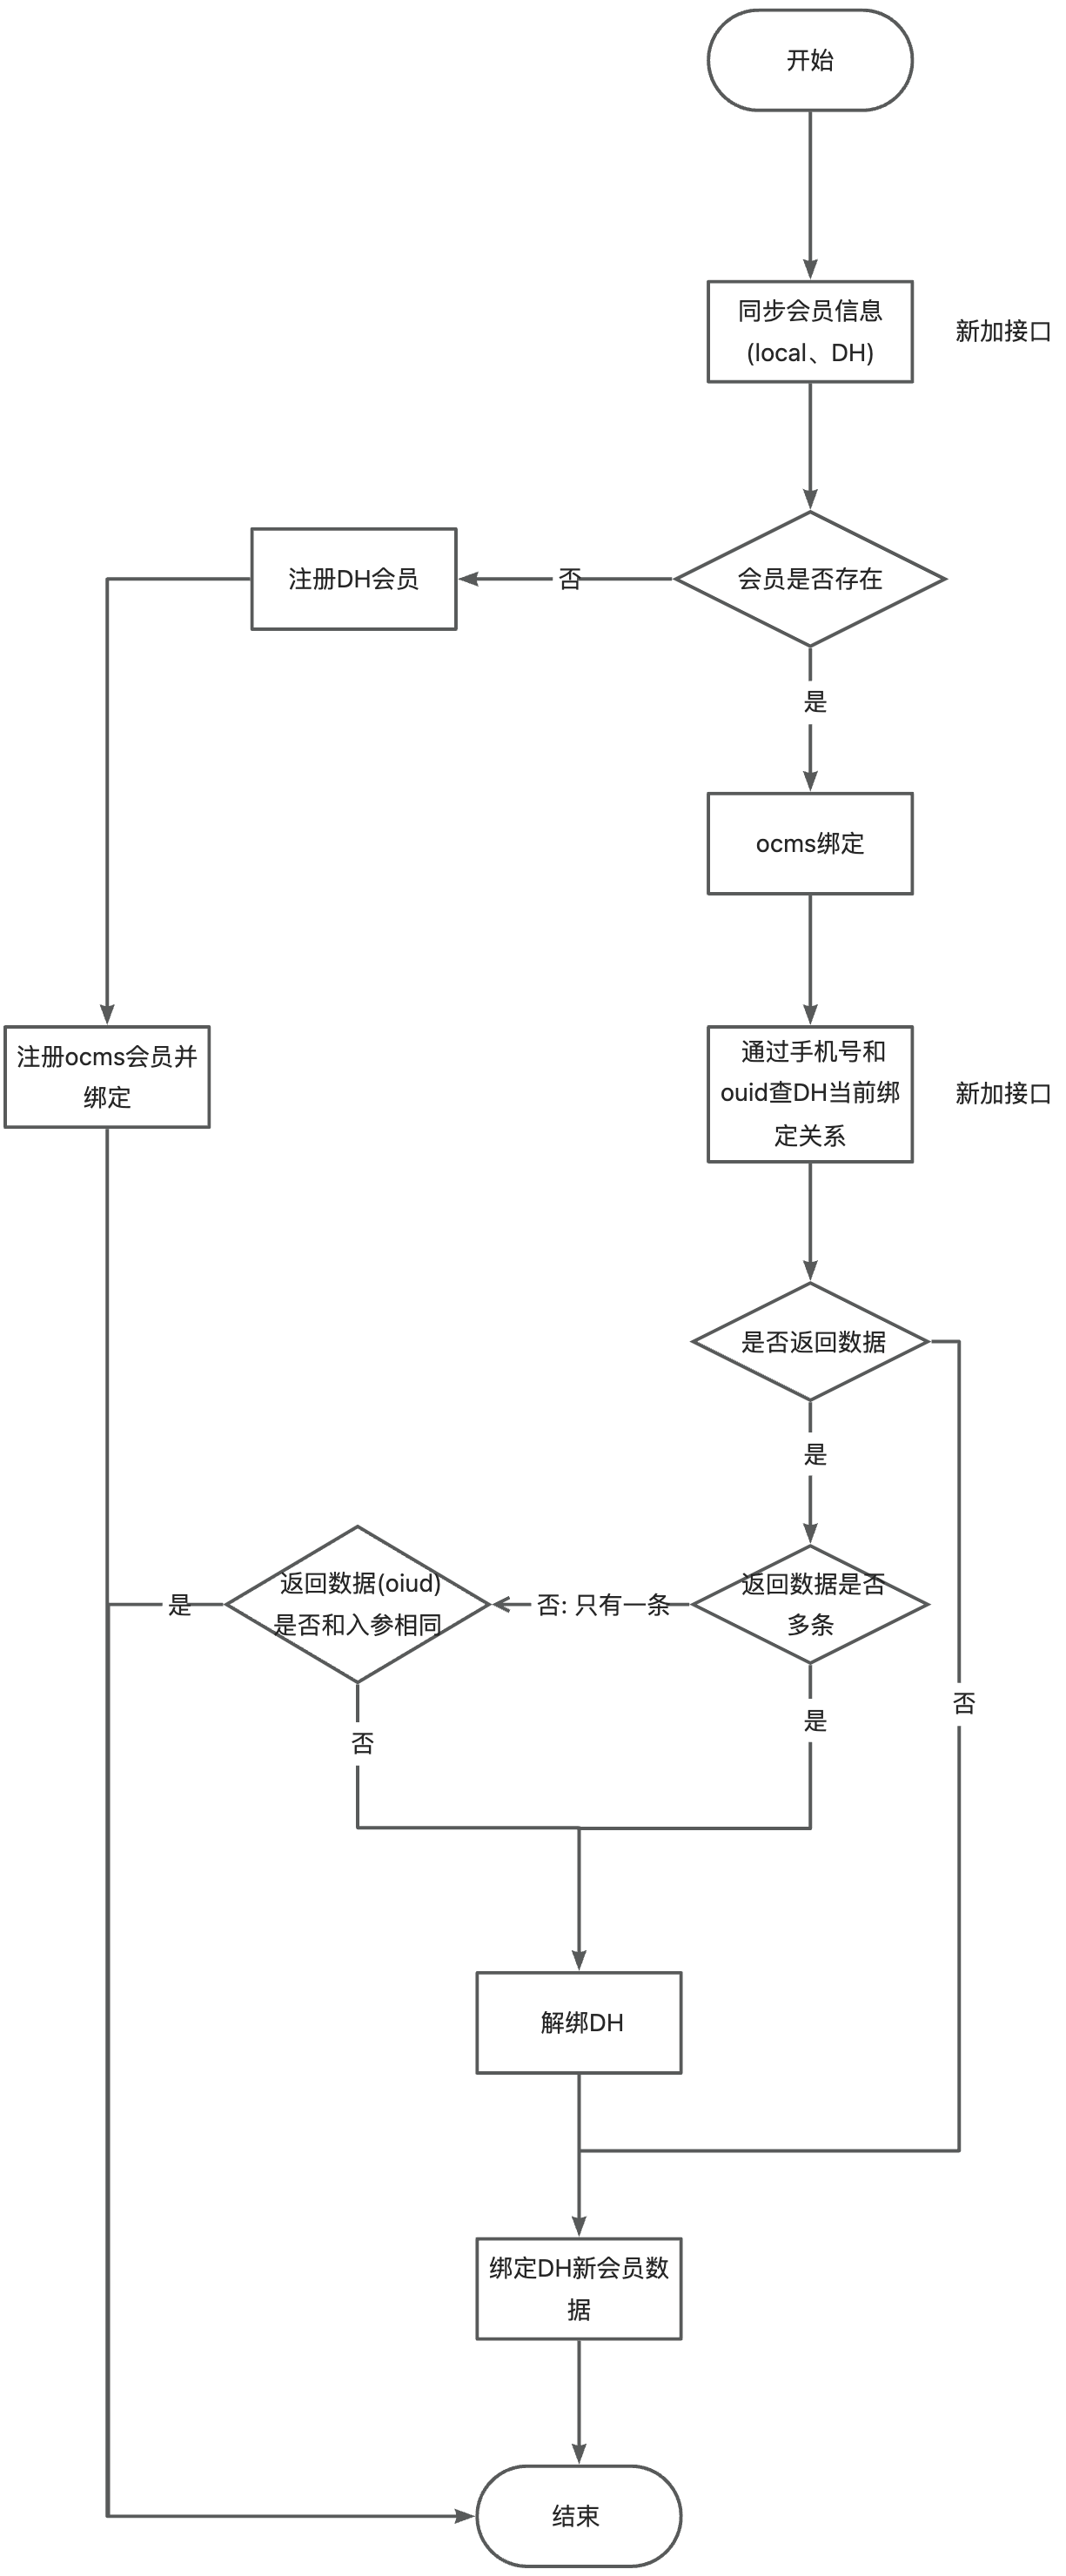 开始
同步会员信息
(local、DH)
新加接口
注册DH会员
否
会员是否存在
是
ocms绑定
注册ocms会员并
绑定
通过手机号和
ouid查DH当前绑
定关系
新加接口
是否返回数据
是
返回数据(oiud)
是否和入参相同
是
否: 只有一条
返回数据是否
多条
否
是
否
解绑DH
绑定DH新会员数
据
结束